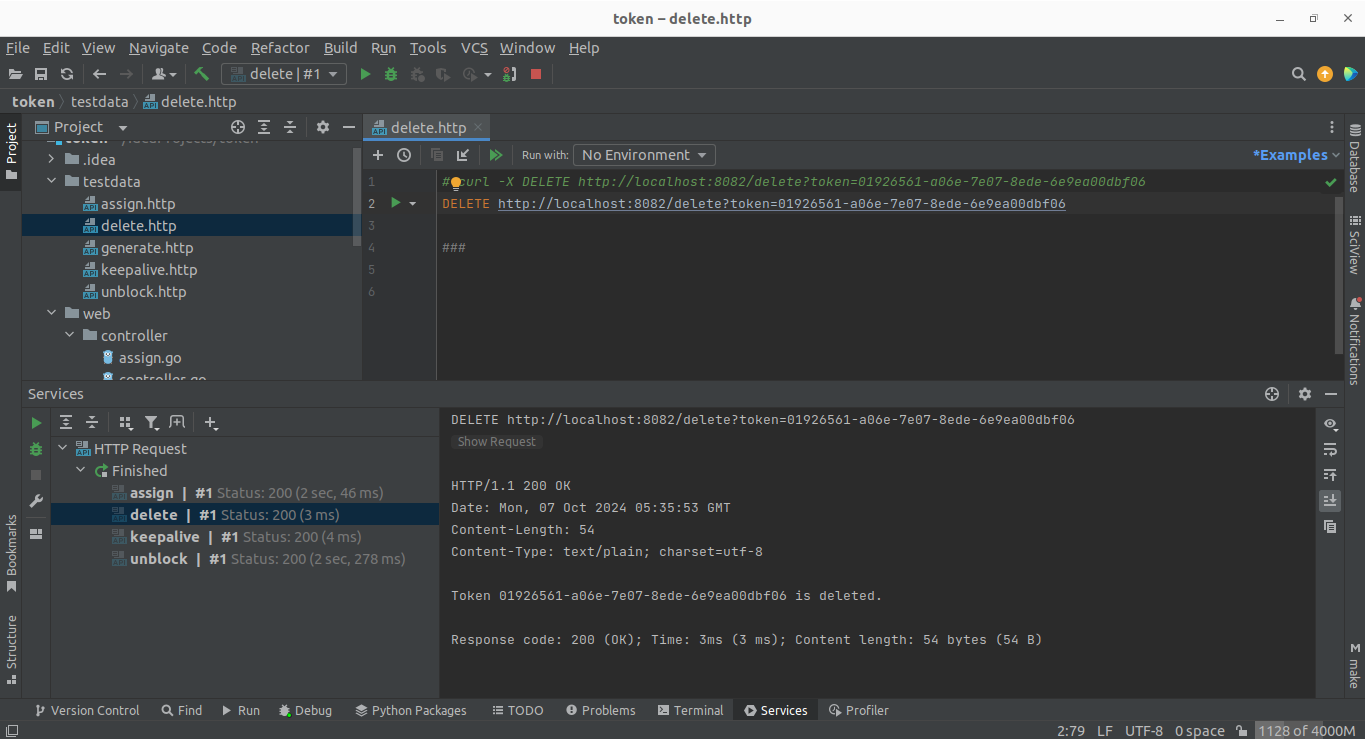 token – delete.http
File Edit View Navigate Code Refactor Build Run Tools VCS Window Help
delete | #1
token testdata delete.http
Project
Project
delete.http
Run with: No Environment
*Examples
.idea
testdata
assign.http
delete.http
generate.http
keepalive.http
unblock.http
web
controller
assign.go
controller.go
1 # curl -X DELETE http://localhost:8082/delete?token=01926561-a06e-7e07-8ede-6e9ea00dbf06
2 DELETE http://localhost:8082/delete?token=01926561-a06e-7e07-8ede-6e9ea00dbf06
3
4 ###
5
6
Database
SciView
Notifications
make
Services
HTTP Request
Finished
assign | #1 Status: 200 (2 sec, 46 ms)
delete | #1 Status: 200 (3 ms)
keepalive | #1 Status: 200 (4 ms)
unblock | #1 Status: 200 (2 sec, 278 ms)
Bookmarks
Structure
DELETE http://localhost:8082/delete?token=01926561-a06e-7e07-8ede-6e9ea00dbf06
Show Request
HTTP/1.1 200 OK
Date: Mon, 07 Oct 2024 05:35:53 GMT
Content-Length: 54
Content-Type: text/plain; charset=utf-8
Token 01926561-a06e-7e07-8ede-6e9ea00dbf06 is deleted.
Response code: 200 (OK); Time: 3ms (3 ms); Content length: 54 bytes (54 B)
Version Control Find Run Debug Python Packages TODO Problems Terminal Services Profiler
2:79 LF UTF-8 0 space 1128 of 4000M